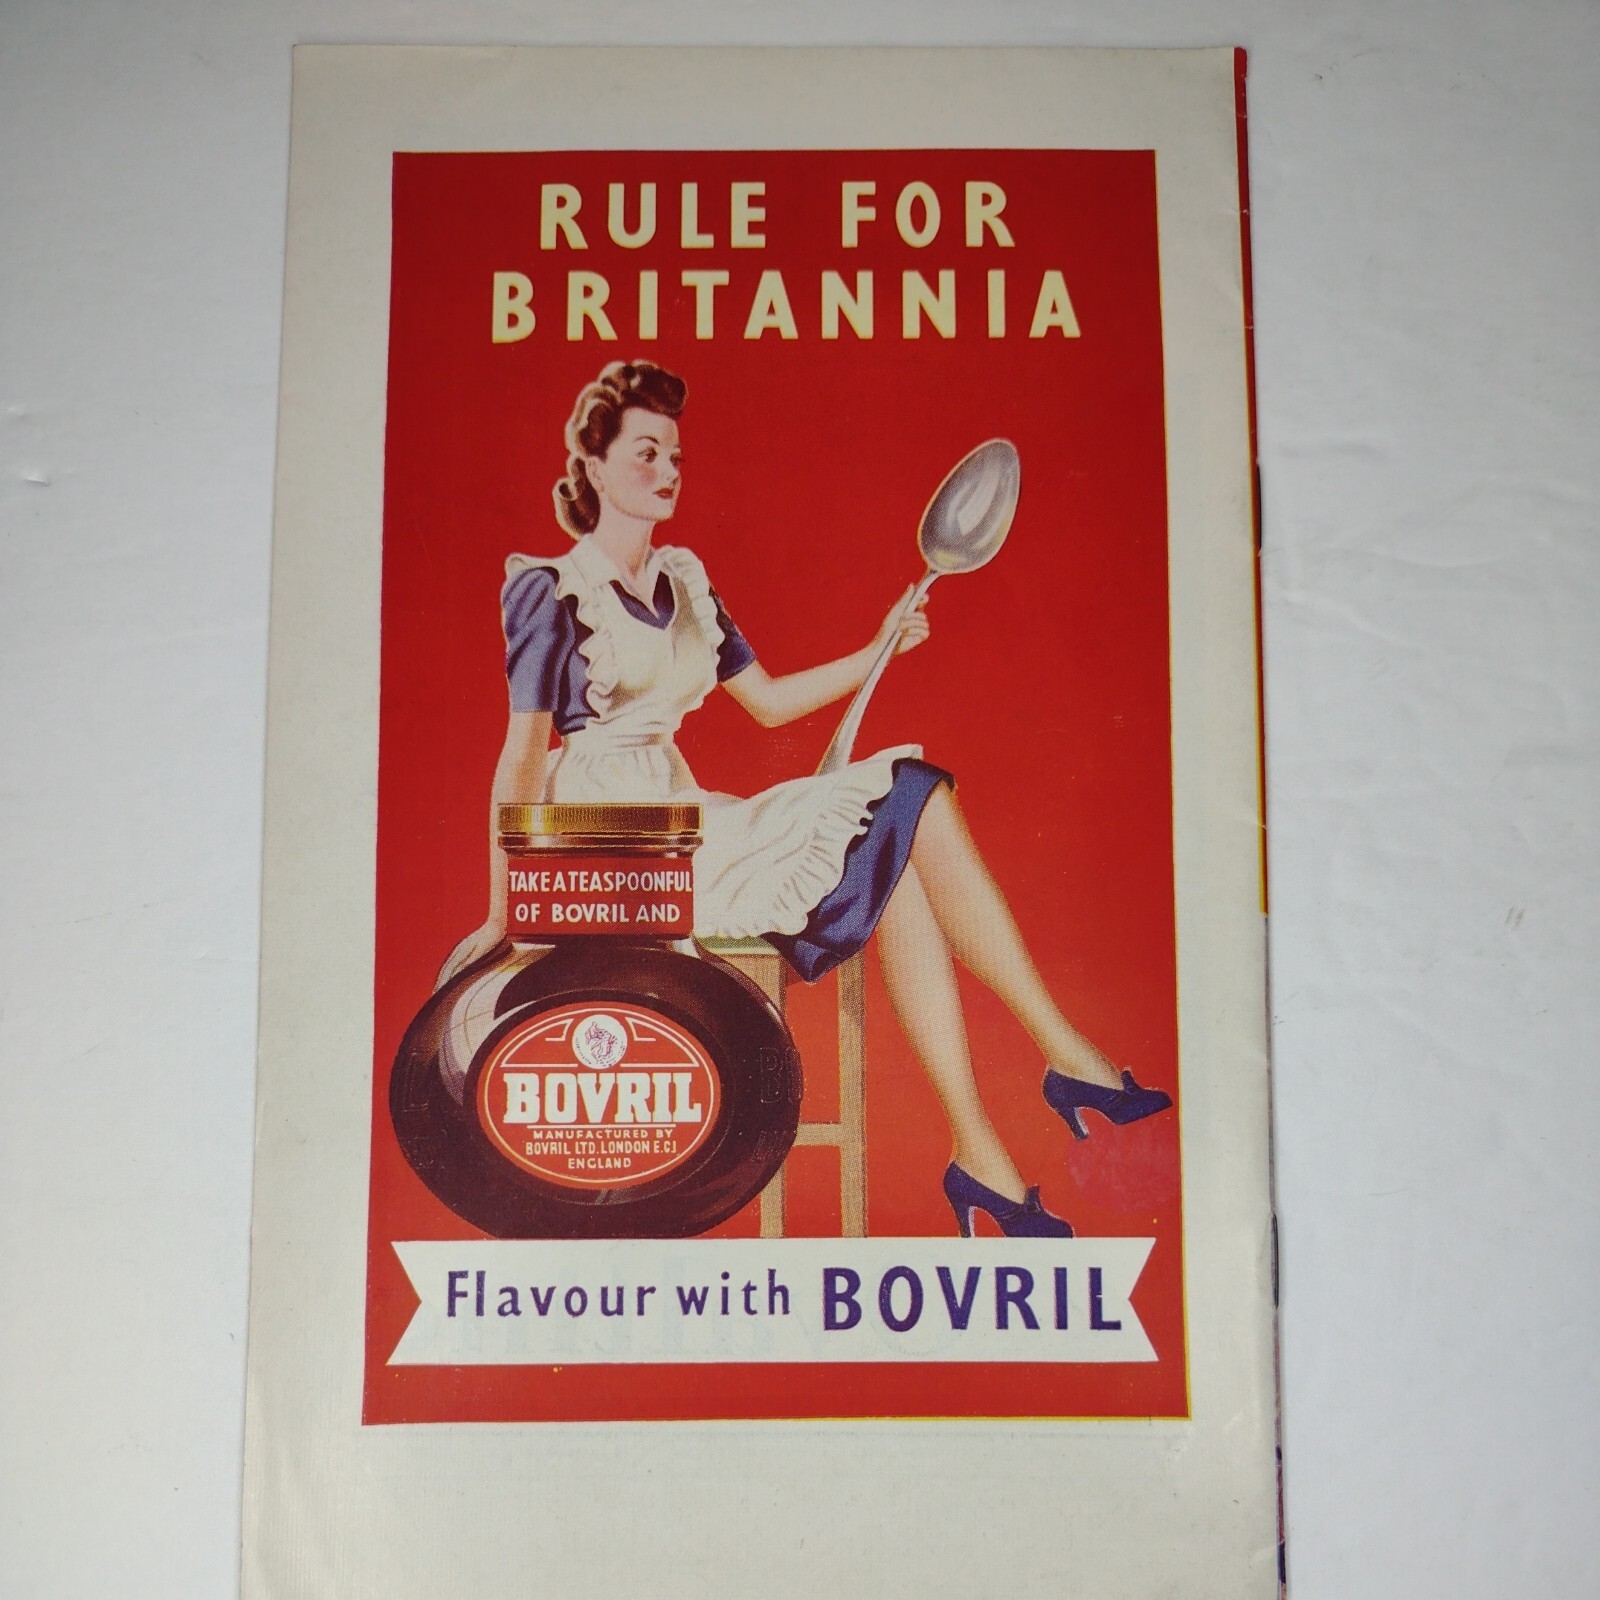 RULE FOR
BRITANNIA
TAKE A TEASPOONFUL
OF BOVRIL AND
BOVRIL
MANUFACTURED BY
BOVRIL LTD. LONDON E.C.1
ENGLAND
Flavour with BOVRIL